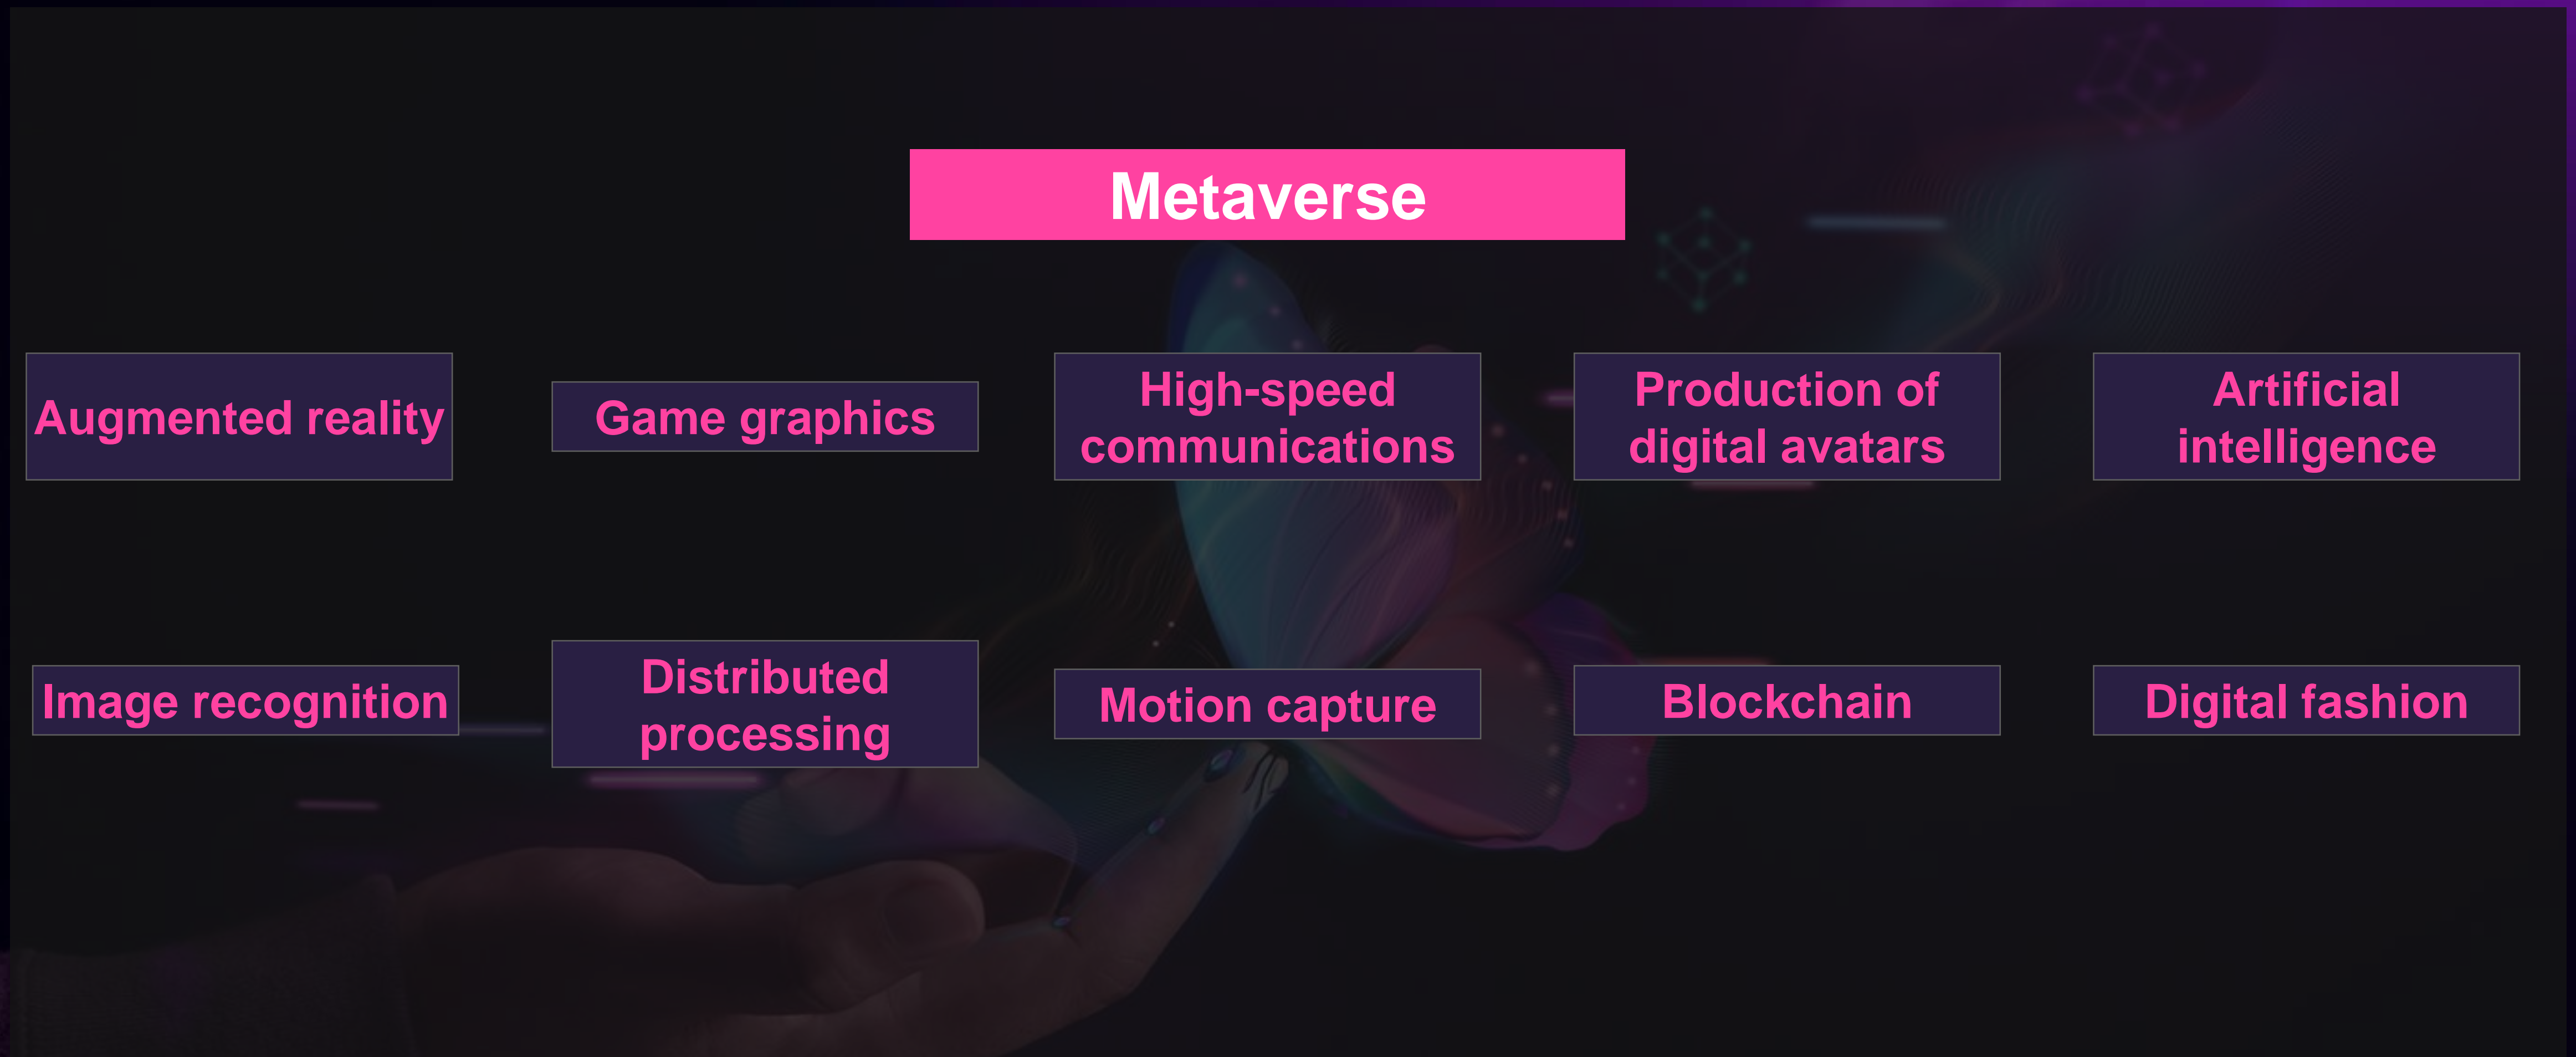 Metaverse
Augmented reality
Game graphics
High-speed
communications
Production of
digital avatars
Artificial
intelligence
Image recognition
Distributed
processing
Motion capture
Blockchain
Digital fashion